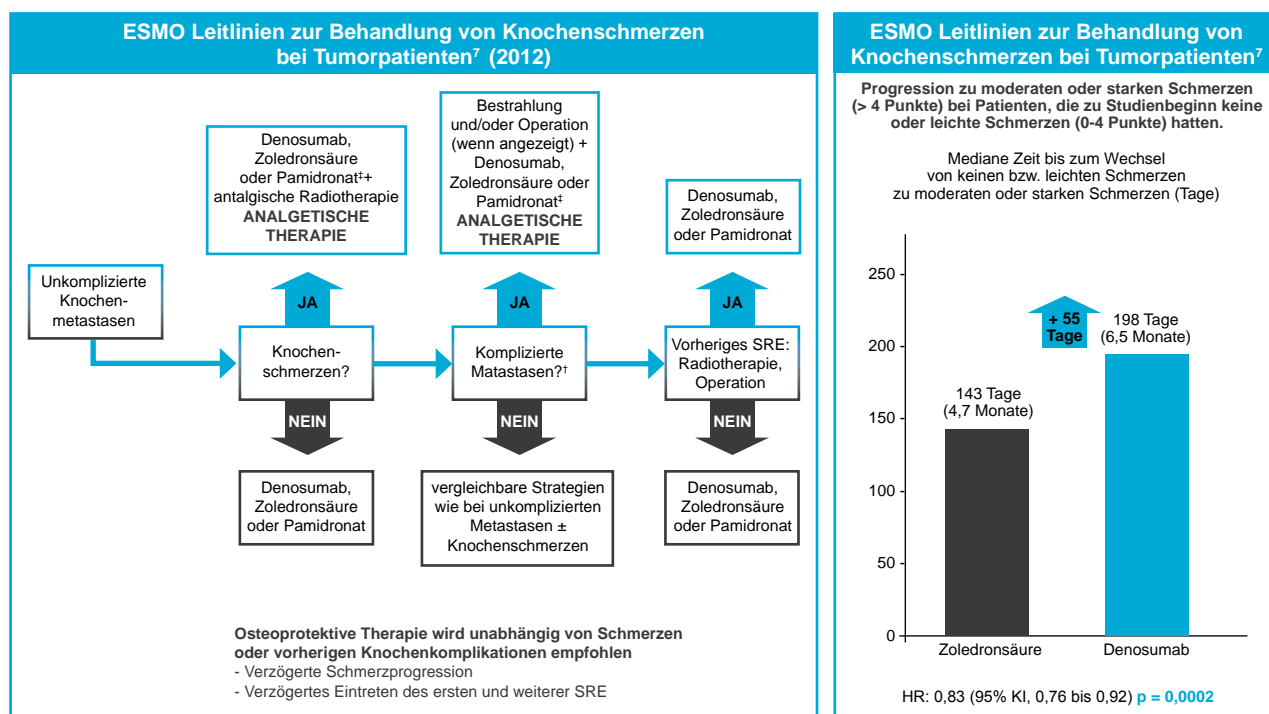 ESMO Leitlinien zur Behandlung von Knochenschmerzen
bei Tumorpatienten⁷ (2012)
Denosumab,
Zoledronsäure
oder Pamidronat‡+
antalgische Radiotherapie
ANALGETISCHE
THERAPIE
Bestrahlung
und/oder Operation
(wenn angezeigt) +
Denosumab,
Zoledronsäure oder
Pamidronat‡
ANALGETISCHE
THERAPIE
Denosumab,
Zoledronsäure
oder Pamidronat
Unkomplizierte
Knochen-
metastasen
JA
JA
JA
Knochen-
schmerzen?
Komplizierte
Matastasen?†
Vorheriges SRE:
Radiotherapie,
Operation
NEIN
NEIN
NEIN
Denosumab,
Zoledronsäure
oder Pamidronat
vergleichbare Strategien
wie bei unkomplizierten
Metastasen ±
Knochenschmerzen
Denosumab,
Zoledronsäure
oder Pamidronat
Osteoprotektive Therapie wird unabhängig von Schmerzen
oder vorherigen Knochenkomplikationen empfohlen
- Verzögerte Schmerzprogression
- Verzögertes Eintreten des ersten und weiterer SRE
ESMO Leitlinien zur Behandlung von
Knochenschmerzen bei Tumorpatienten⁷
Progression zu moderaten oder starken Schmerzen
(> 4 Punkte) bei Patienten, die zu Studienbeginn keine
oder leichte Schmerzen (0-4 Punkte) hatten.
Mediane Zeit bis zum Wechsel
von keinen bzw. leichten Schmerzen
zu moderaten oder starken Schmerzen (Tage)
250
200
150
100
50
0
143 Tage
(4,7 Monate)
+ 55
Tage
198 Tage
(6,5 Monate)
Zoledronsäure
Denosumab
HR: 0,83 (95% KI, 0,76 bis 0,92) p = 0,0002